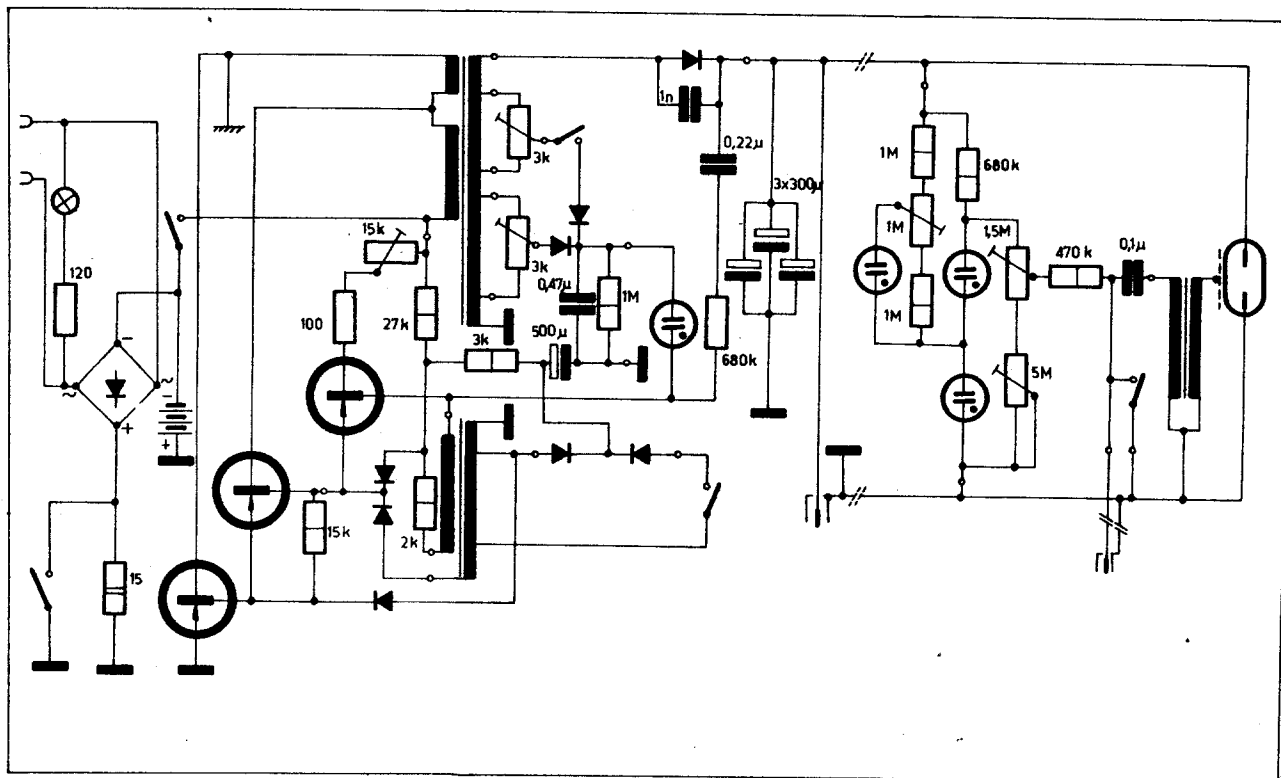 1n
3k
0,22µ
1M
680k
3x300µ
15k
1M
1,5M
3k
470k
0,1µ
120
0,47µ
1M
1M
100
27k
500µ
3k
680k
5M
-
~
~
-
+
+
15k
2k
15